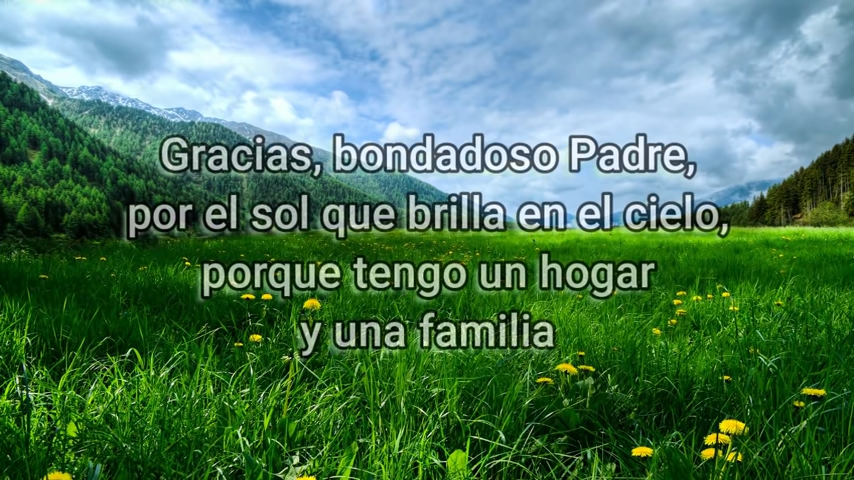 Gracias, bondadoso Padre,
por el sol que brilla en el cielo,
porque tengo un hogar
y una familia